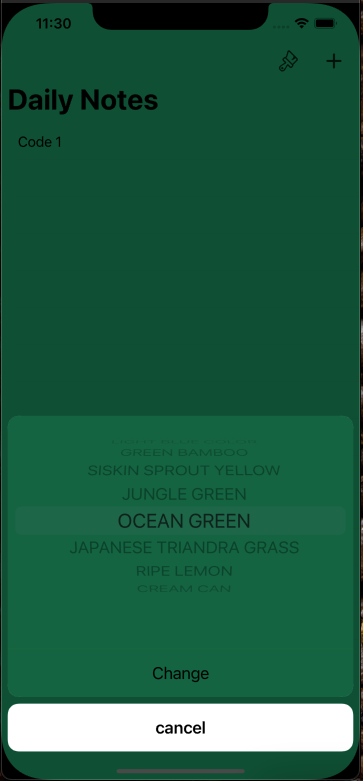 11:30
Daily Notes
Code 1
GREEN BAMBOO
SISKIN SPROUT YELLOW
JUNGLE GREEN
OCEAN GREEN
JAPANESE TRIANDRA GRASS
RIPE LEMON
CREAM CAN
Change
cancel